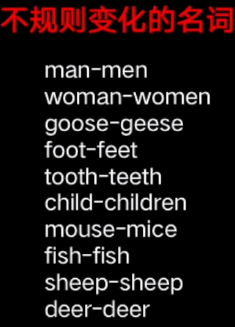 不规则变化的名词
man-men
woman-women
goose-geese
foot-feet
tooth-teeth
child-children
mouse-mice
fish-fish
sheep-sheep
deer-deer